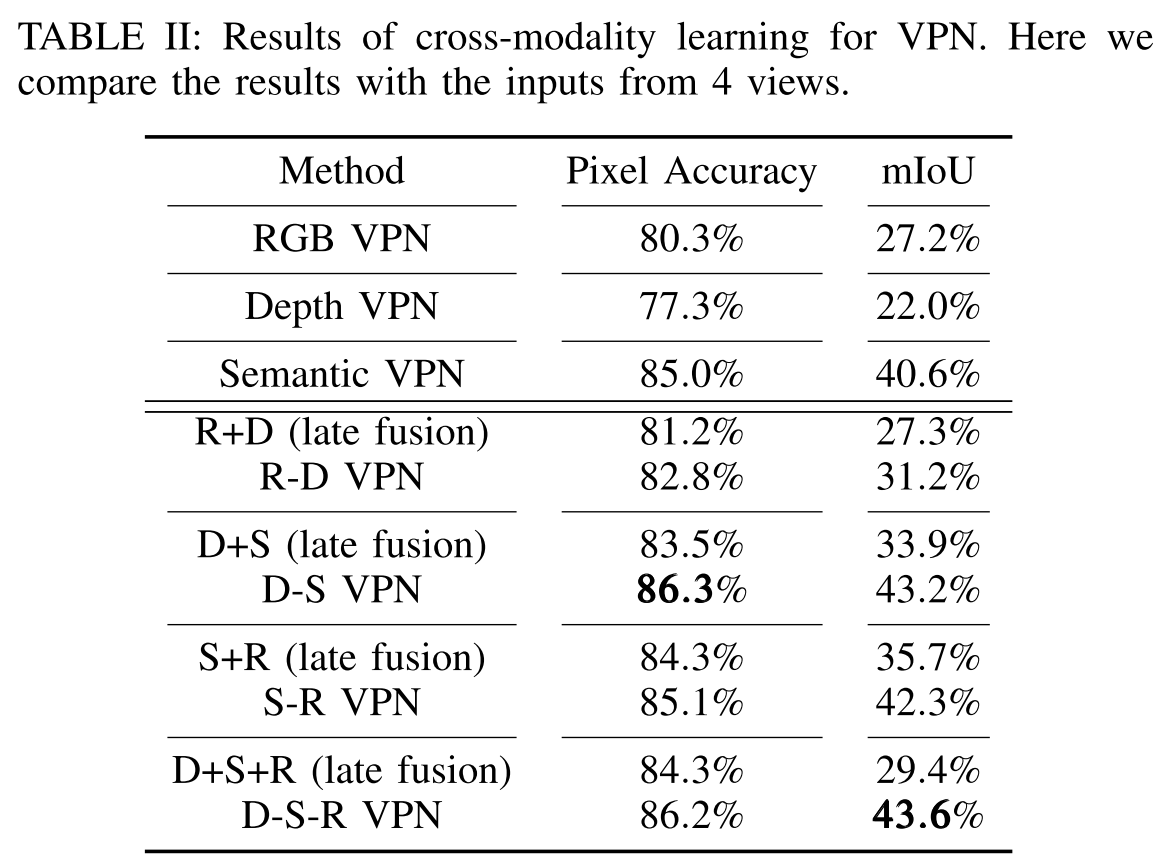 TABLE II: Results of cross-modality learning for VPN. Here we
compare the results with the inputs from 4 views.
Method Pixel Accuracy mIoU
RGB VPN 80.3% 27.2%
Depth VPN 77.3% 22.0%
Semantic VPN 85.0% 40.6%
R+D (late fusion) 81.2% 27.3%
R-D VPN 82.8% 31.2%
D+S (late fusion) 83.5% 33.9%
D-S VPN 86.3% 43.2%
S+R (late fusion) 84.3% 35.7%
S-R VPN 85.1% 42.3%
D+S+R (late fusion) 84.3% 29.4%
D-S-R VPN 86.2% 43.6%